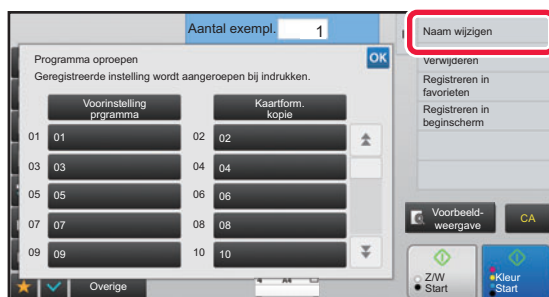 Aantal exempl. 1
Naam wijzigen
Programma oproepen
OK
Geregistreerde instelling wordt aangeroepen bij indrukken.
Verwijderen
Registreren in
favorieten
Registreren in
beginscherm
Voorinstelling
prgramma
Kaartform.
kopie
01 01
02 02
03 03
04 04
05 05
06 06
07 07
08 08
09 09
10 10
Voorbeeld-
weergave
CA
Overige
A4
Z/W
Start
Kleur
Start